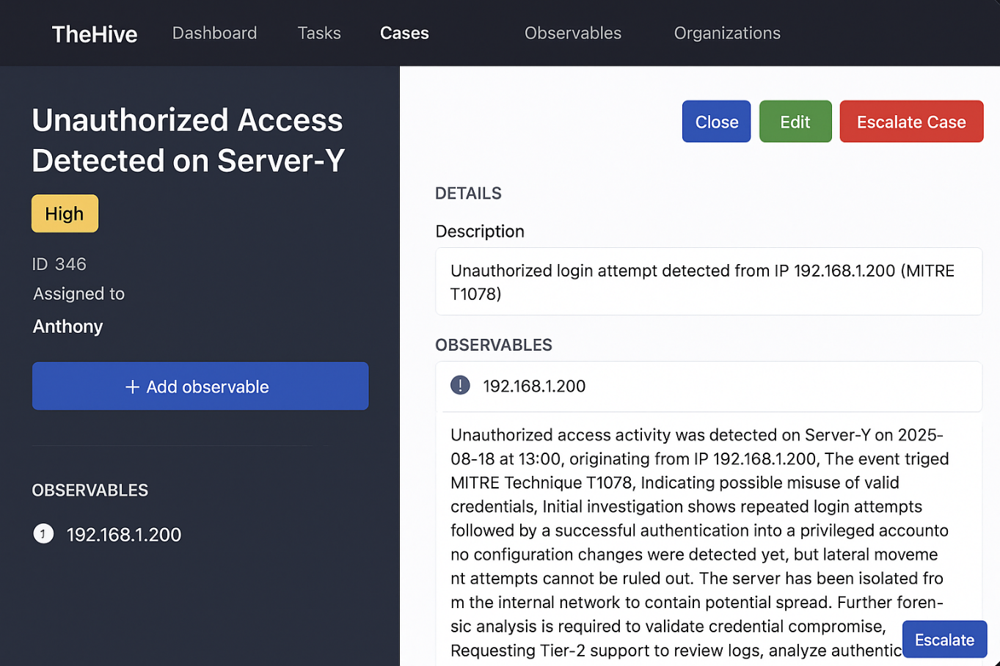 TheHive Dashboard Tasks Cases Observables Organizations
Unauthorized Access
Detected on Server-Y
High
ID 346
Assigned to
Anthony
+ Add observable
OBSERVABLES
1 192.168.1.200
Close Edit Escalate Case
DETAILS
Description
Unauthorized login attempt detected from IP 192.168.1.200 (MITRE
T1078)
OBSERVABLES
! 192.168.1.200
Unauthorized access activity was detected on Server-Y on 2025-
08-18 at 13:00, originating from IP 192.168.1.200, The event triged
MITRE Technique T1078, Indicating possible misuse of valid
credentials, Initial investigation shows repeated login attempts
followed by a successful authentication into a privileged accounto
no configuration changes were detected yet, but lateral moveme
nt attempts cannot be ruled out. The server has been isolated fro
m the internal network to contain potential spread. Further foren-
sic analysis is required to validate credential compromise,
Requesting Tier-2 support to review logs, analyze authentic
Escalate